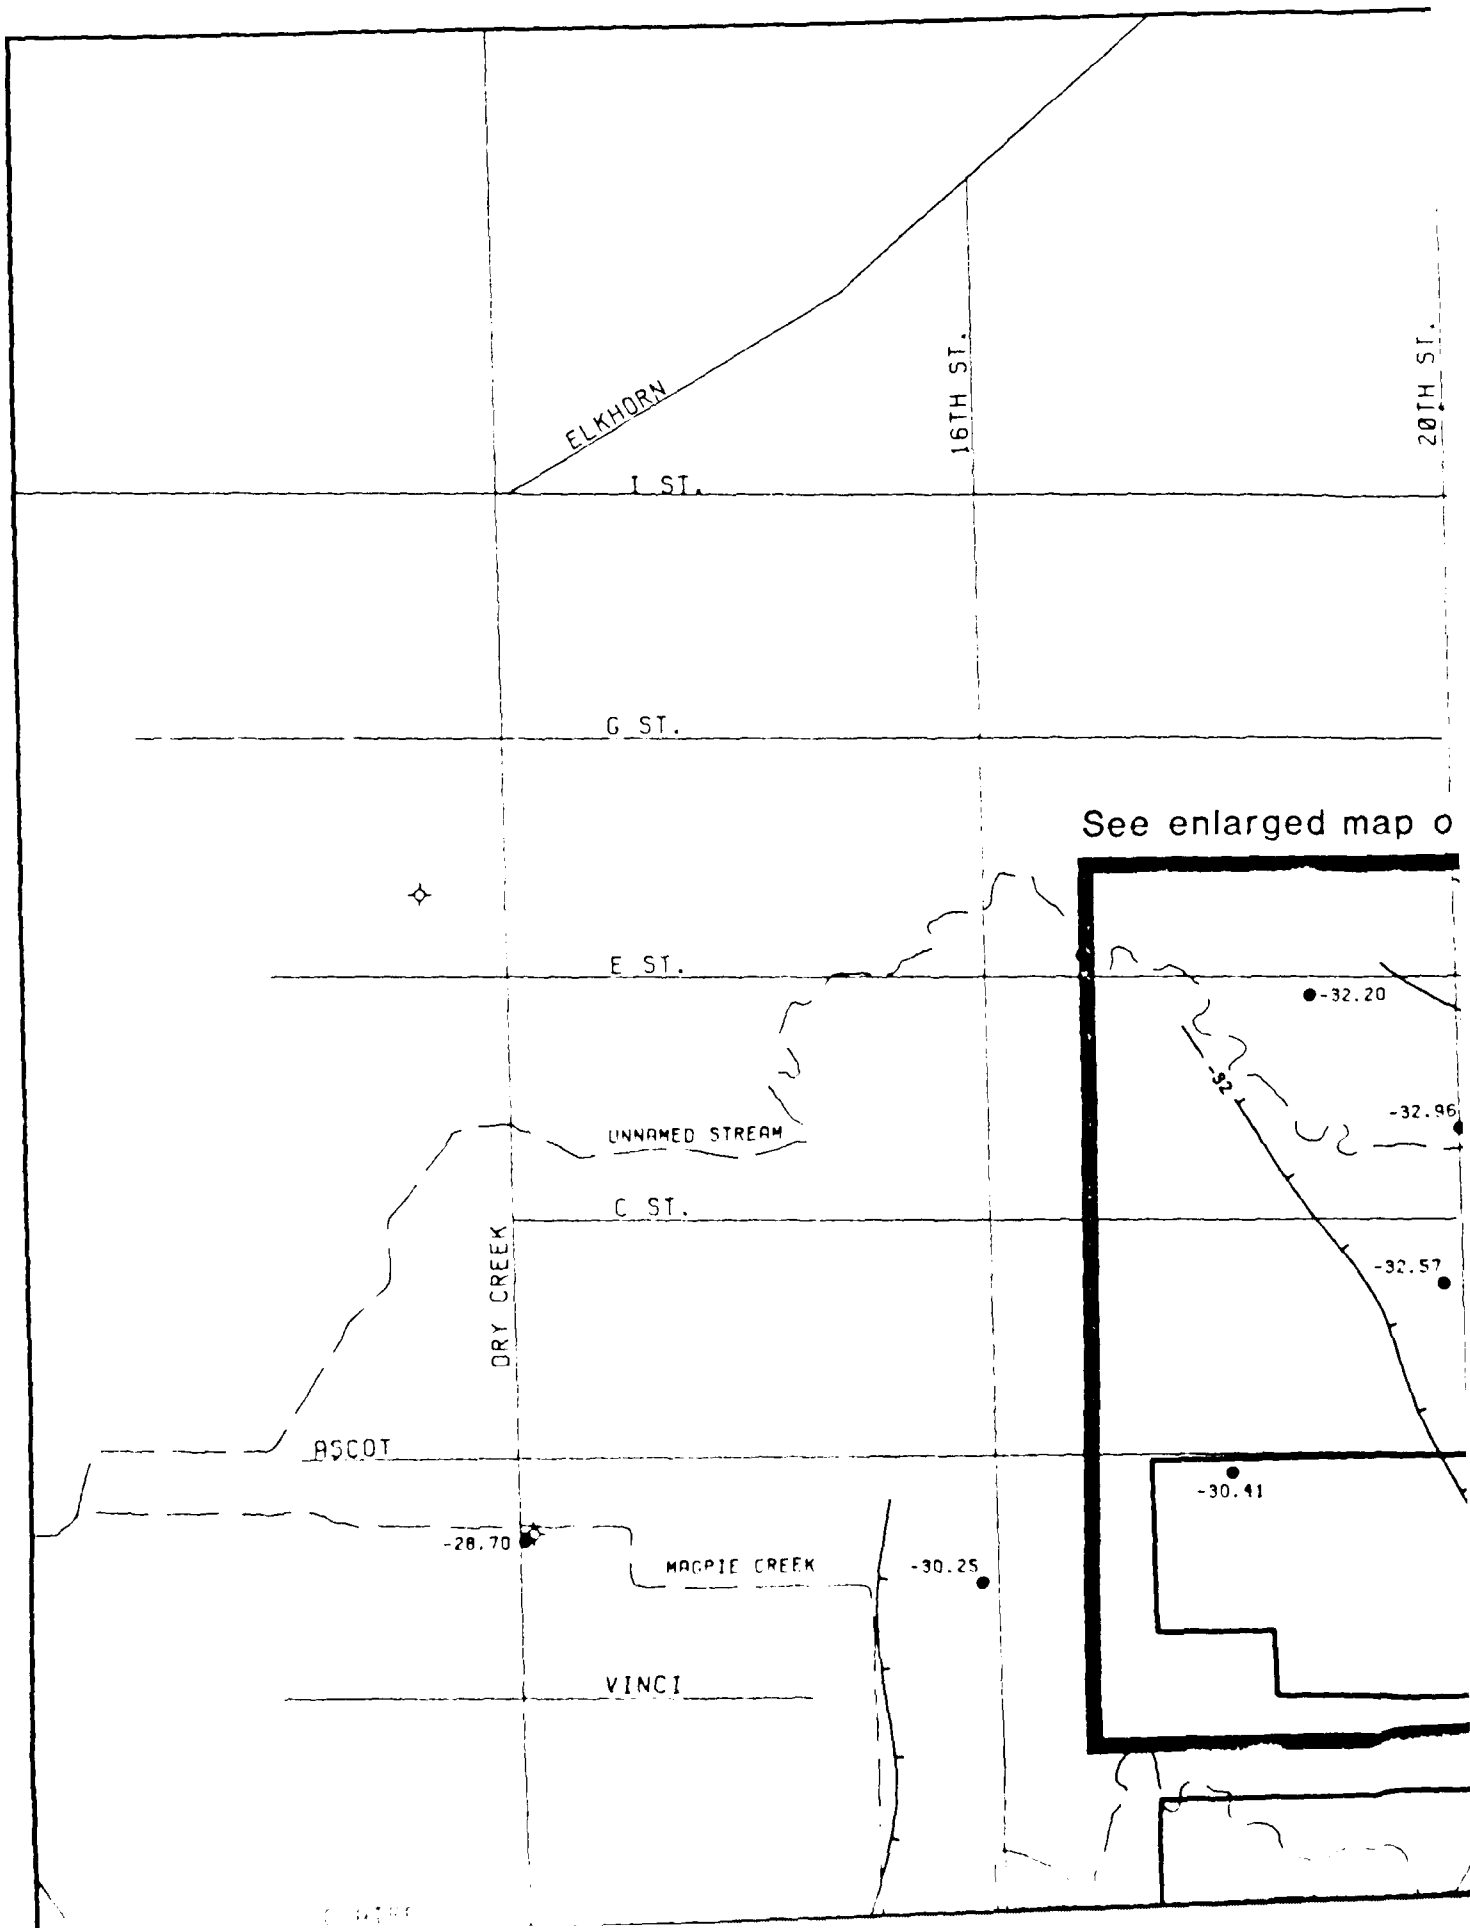 ELKHORN
16TH ST.
20TH ST.
I ST.
G ST.
See enlarged map o
E ST.
-32.20
-32
-32.96
UNNAMED STREAM
C ST.
DRY CREEK
-32.57
ASCOT
-30.41
-28.70
MAGPIE CREEK
-30.25
VINCI